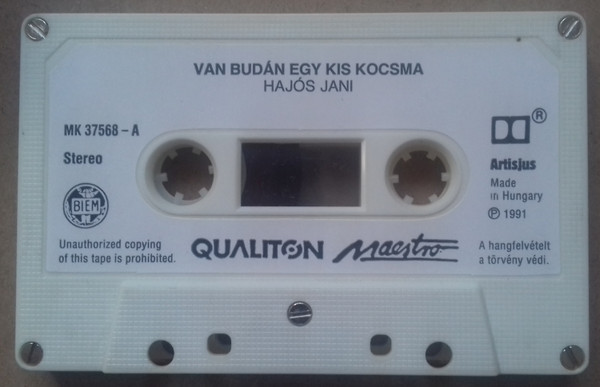 VAN BUDÁN EGY KIS KOCSMA
HAJÓS JANI
MK 37568 – A
Stereo
BIEM
Unauthorized copying
of this tape is prohibited.
QUALITON Maestro
®
Artisjus
Made
in Hungary
℗ 1991
A hangfelvételt
a törvény védi.